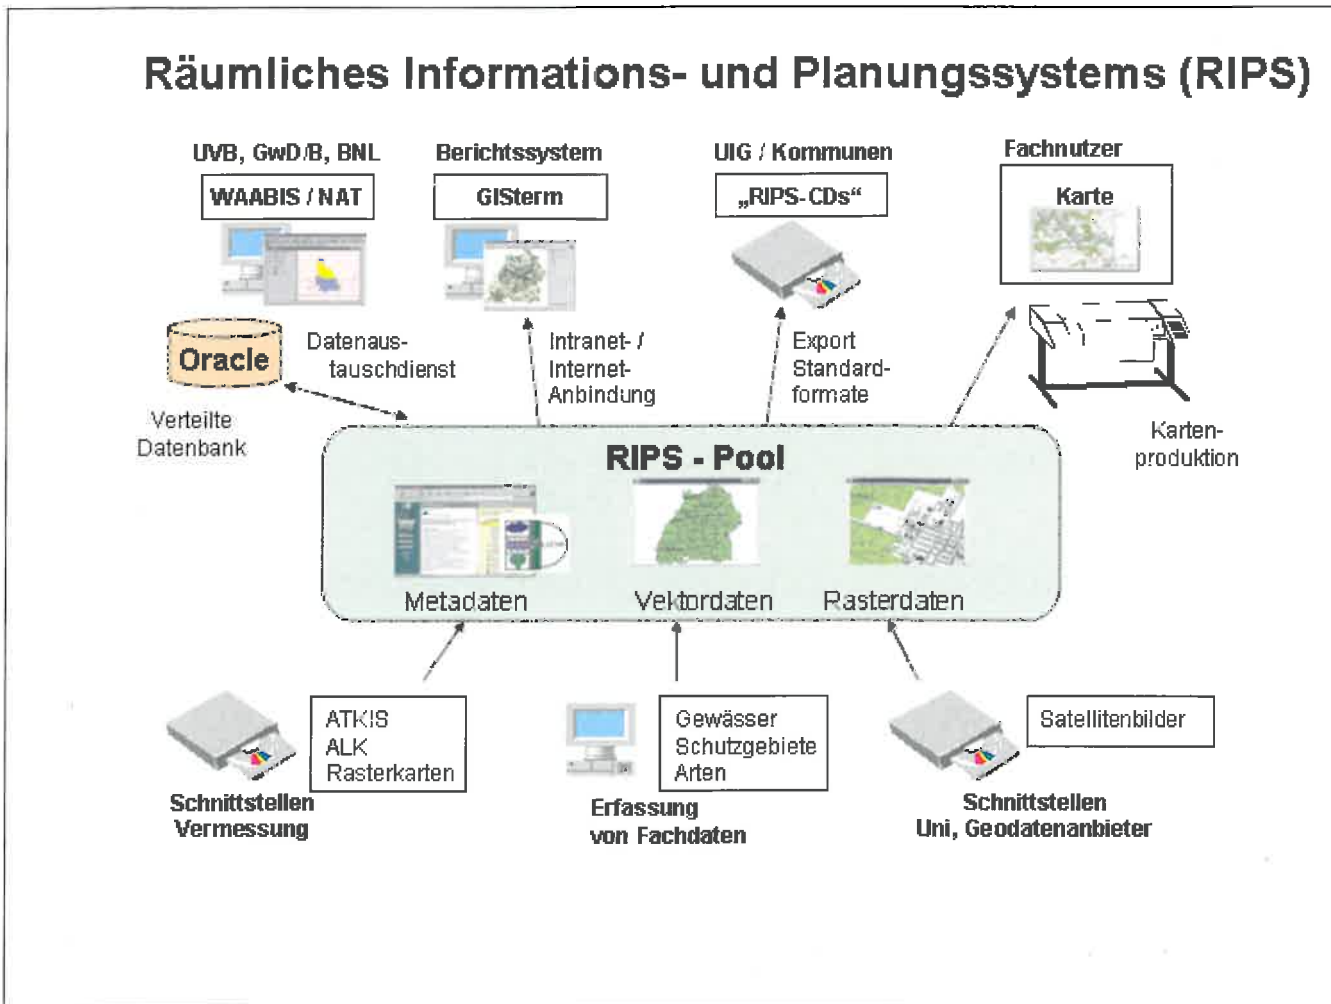 Räumliches Informations- und Planungssystems (RIPS)
UVB, GwD/B, BNL
WAABIS / NAT
Berichtssystem
GISterm
UIG / Kommunen
„RIPS-CDs“
Fachnutzer
Karte
Oracle
Verteilte
Datenbank
Datenaus-
tauschdienst
Intranet- /
Internet-
Anbindung
Export
Standard-
formate
Karten-
produktion
RIPS - Pool
Metadaten
Vektordaten
Rasterdaten
ATKIS
ALK
Rasterkarten
Schnittstellen
Vermessung
Gewässer
Schutzgebiete
Arten
Erfassung
von Fachdaten
Satellitenbilder
Schnittstellen
Uni, Geodatenanbieter